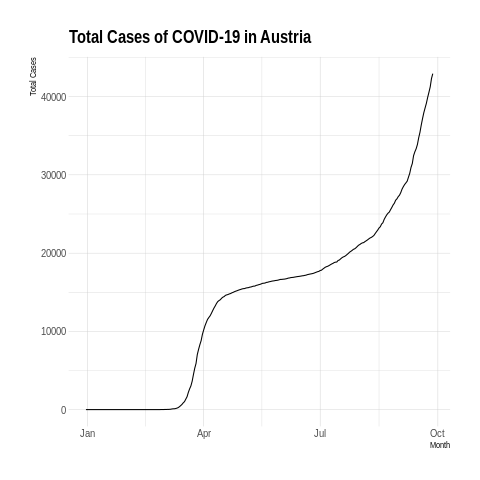 Total Cases of COVID-19 in Austria
Total Cases
40000
30000
20000
10000
0
Jan Apr Jul Oct
Month